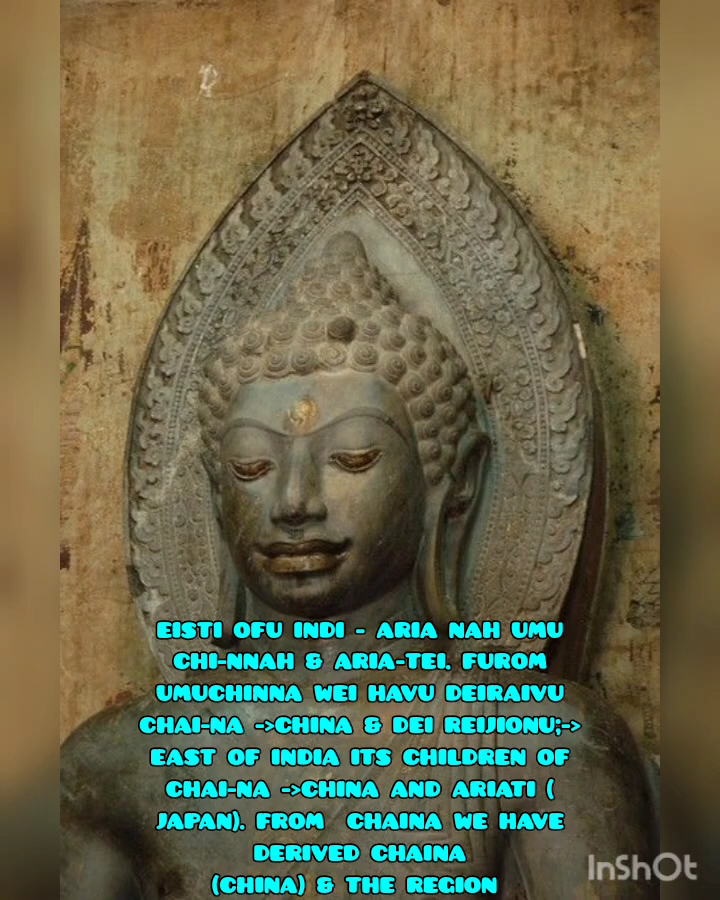 EISTI OFU INDI - ARIA NAH UMU
CHI-NNAH & ARIA-TEI. FUROM
UMUCHINNA WEI HAVU DEIRAIVU
CHAI-NA ->CHINA & DEI REIJIONU;->
EAST OF INDIA ITS CHILDREN OF
CHAI-NA ->CHINA AND ARIATI (
JAPAN). FROM CHAINA WE HAVE
DERIVED CHAINA
(CHINA) & THE REGION
InShOt